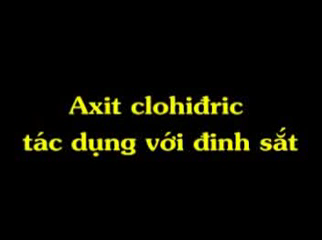 Axit clohiđric
tác dụng với đinh sắt